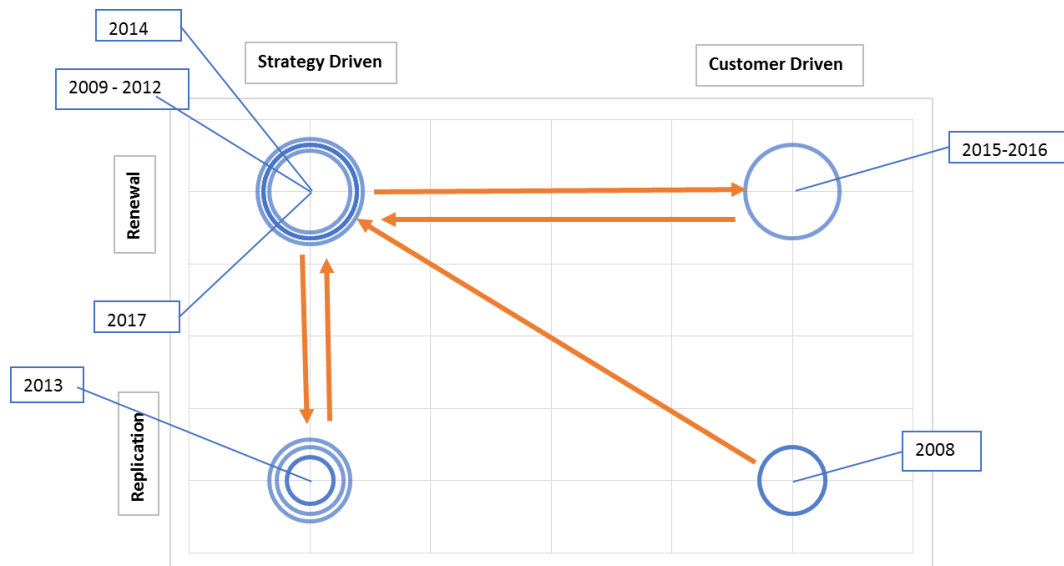 2014
Strategy Driven
Customer Driven
2009 - 2012
2015-2016
Renewal
2017
2013
Replication
2008